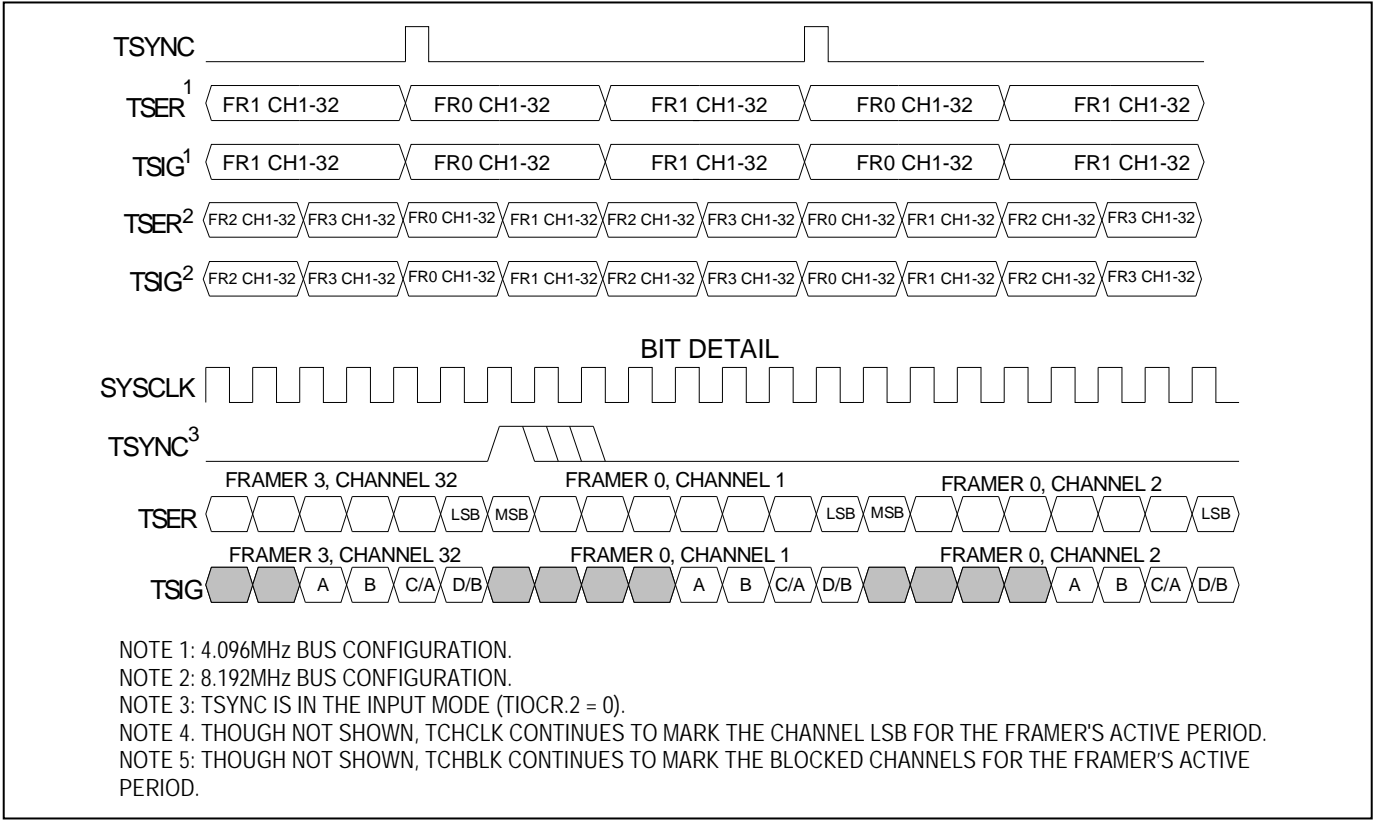 TSYNC
TSER1 FR1 CH1-32 FR0 CH1-32 FR1 CH1-32 FR0 CH1-32 FR1 CH1-32
TSIG1 FR1 CH1-32 FR0 CH1-32 FR1 CH1-32 FR0 CH1-32 FR1 CH1-32
TSER2 FR2 CH1-32 FR3 CH1-32 FR0 CH1-32 FR1 CH1-32 FR2 CH1-32 FR3 CH1-32 FR0 CH1-32 FR1 CH1-32 FR2 CH1-32 FR3 CH1-32
TSIG2 FR2 CH1-32 FR3 CH1-32 FR0 CH1-32 FR1 CH1-32 FR2 CH1-32 FR3 CH1-32 FR0 CH1-32 FR1 CH1-32 FR2 CH1-32 FR3 CH1-32
BIT DETAIL
SYSCLK
TSYNC3
FRAMER 3, CHANNEL 32 FRAMER 0, CHANNEL 1 FRAMER 0, CHANNEL 2
TSER LSB MSB LSB MSB LSB
FRAMER 3, CHANNEL 32 FRAMER 0, CHANNEL 1 FRAMER 0, CHANNEL 2
TSIG A B C/A D/B A B C/A D/B A B C/A D/B
NOTE 1: 4.096MHz BUS CONFIGURATION.
NOTE 2: 8.192MHz BUS CONFIGURATION.
NOTE 3: TSYNC IS IN THE INPUT MODE (TIOCR.2 = 0).
NOTE 4. THOUGH NOT SHOWN, TCHCLK CONTINUES TO MARK THE CHANNEL LSB FOR THE FRAMER'S ACTIVE PERIOD.
NOTE 5: THOUGH NOT SHOWN, TCHBLK CONTINUES TO MARK THE BLOCKED CHANNELS FOR THE FRAMER’S ACTIVE
PERIOD.